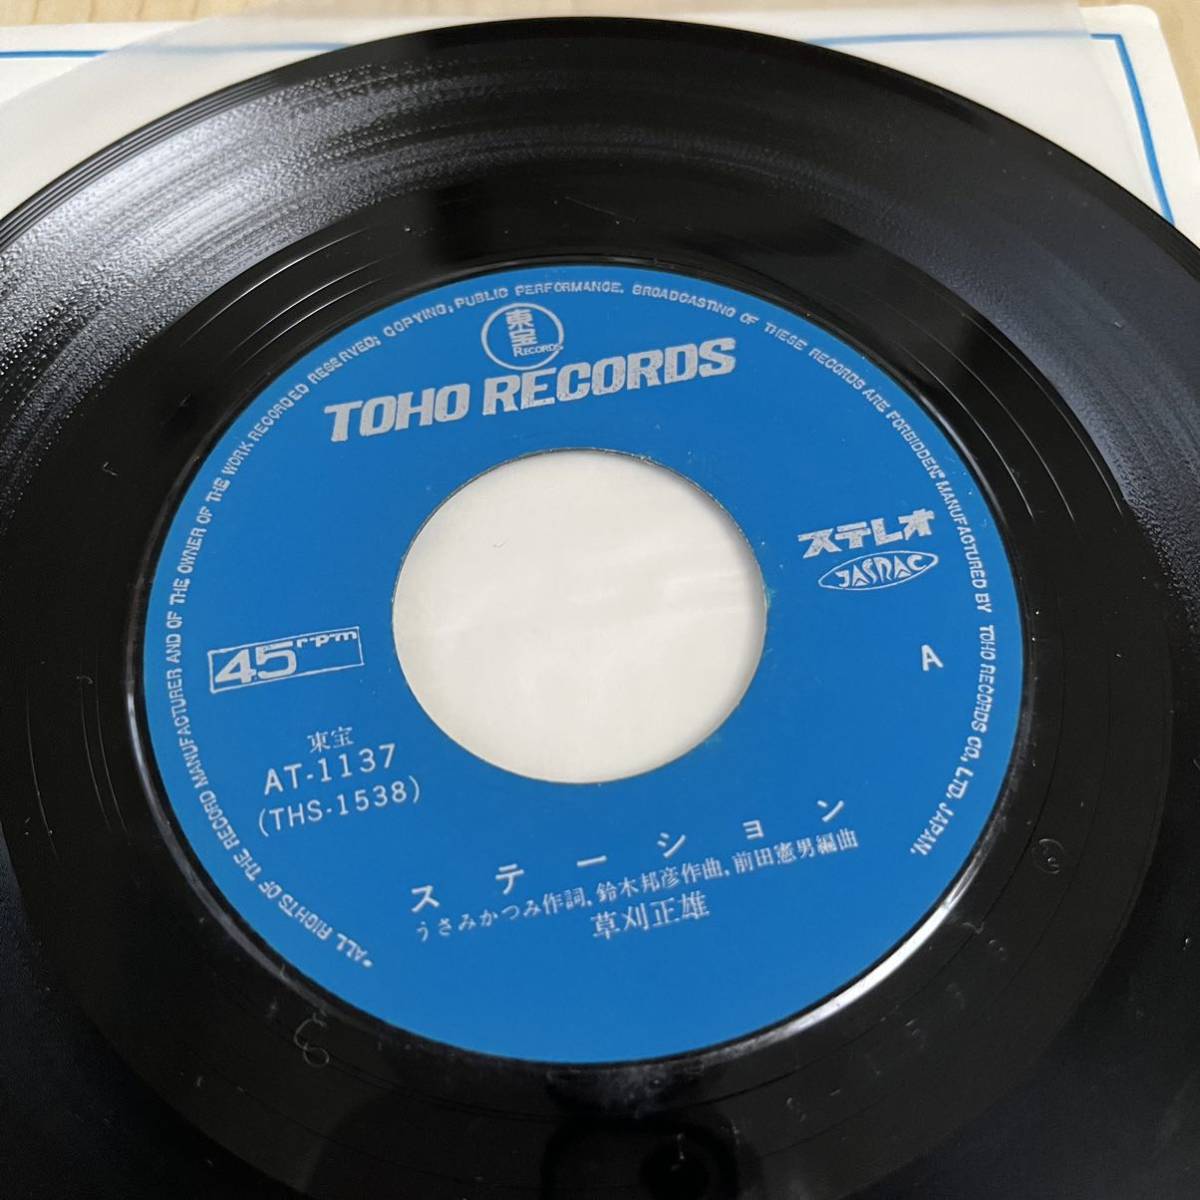 *ALL RIGHTS OF THE RECORD MANUFACTURER AND OF THE OWNER OF THE WORK RECORDED RESERVED; COPYING, PUBLIC PERFORMANCE, BROADCASTING OF THESE RECORDS ARE FORBIDDEN* MANUFACTURED BY TOHO RECORDS CO., LTD. JAPAN.
東宝
RECORDS
TOHO RECORDS
ステレオ
JASRAC
45rpm
A
東宝
AT-1137
(THS-1538)
ステーション
うさみかつみ作詞, 鈴木邦彦作曲, 前田憲男編曲
草刈正雄